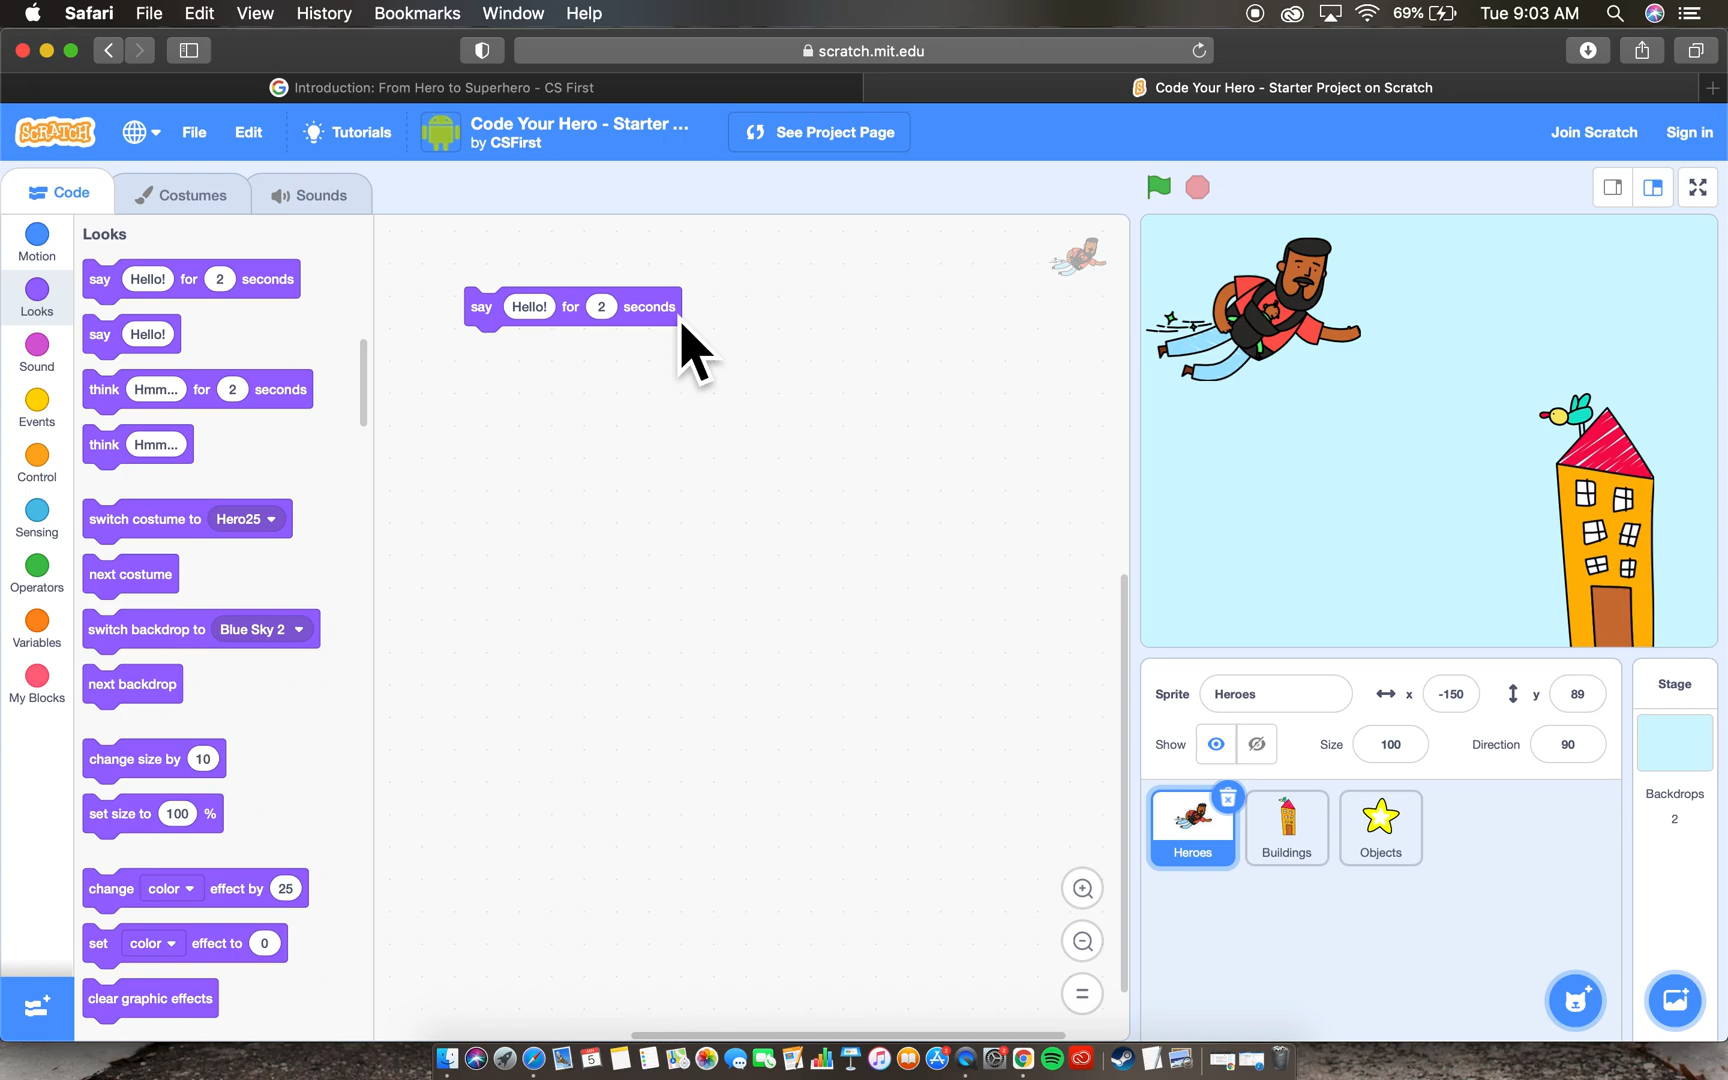 Safari File Edit View History Bookmarks Window Help 69% Tue 9:03 AM
scratch.mit.edu
Introduction: From Hero to Superhero - CS First
Code Your Hero - Starter Project on Scratch
SCRATCH File Edit Tutorials
Code Your Hero - Starter ...
by CSFirst
See Project Page
Join Scratch Sign in
Code Costumes Sounds
Motion
Looks
Sound
Events
Control
Sensing
Operators
Variables
My Blocks
Looks
say Hello! for 2 seconds
say Hello!
think Hmm... for 2 seconds
think Hmm...
switch costume to Hero25
next costume
switch backdrop to Blue Sky 2
next backdrop
change size by 10
set size to 100 %
change color effect by 25
set color effect to 0
clear graphic effects
say Hello! for 2 seconds
Sprite Heroes x -150 y 89
Show Size 100 Direction 90
Heroes Buildings Objects
Stage
Backdrops
2